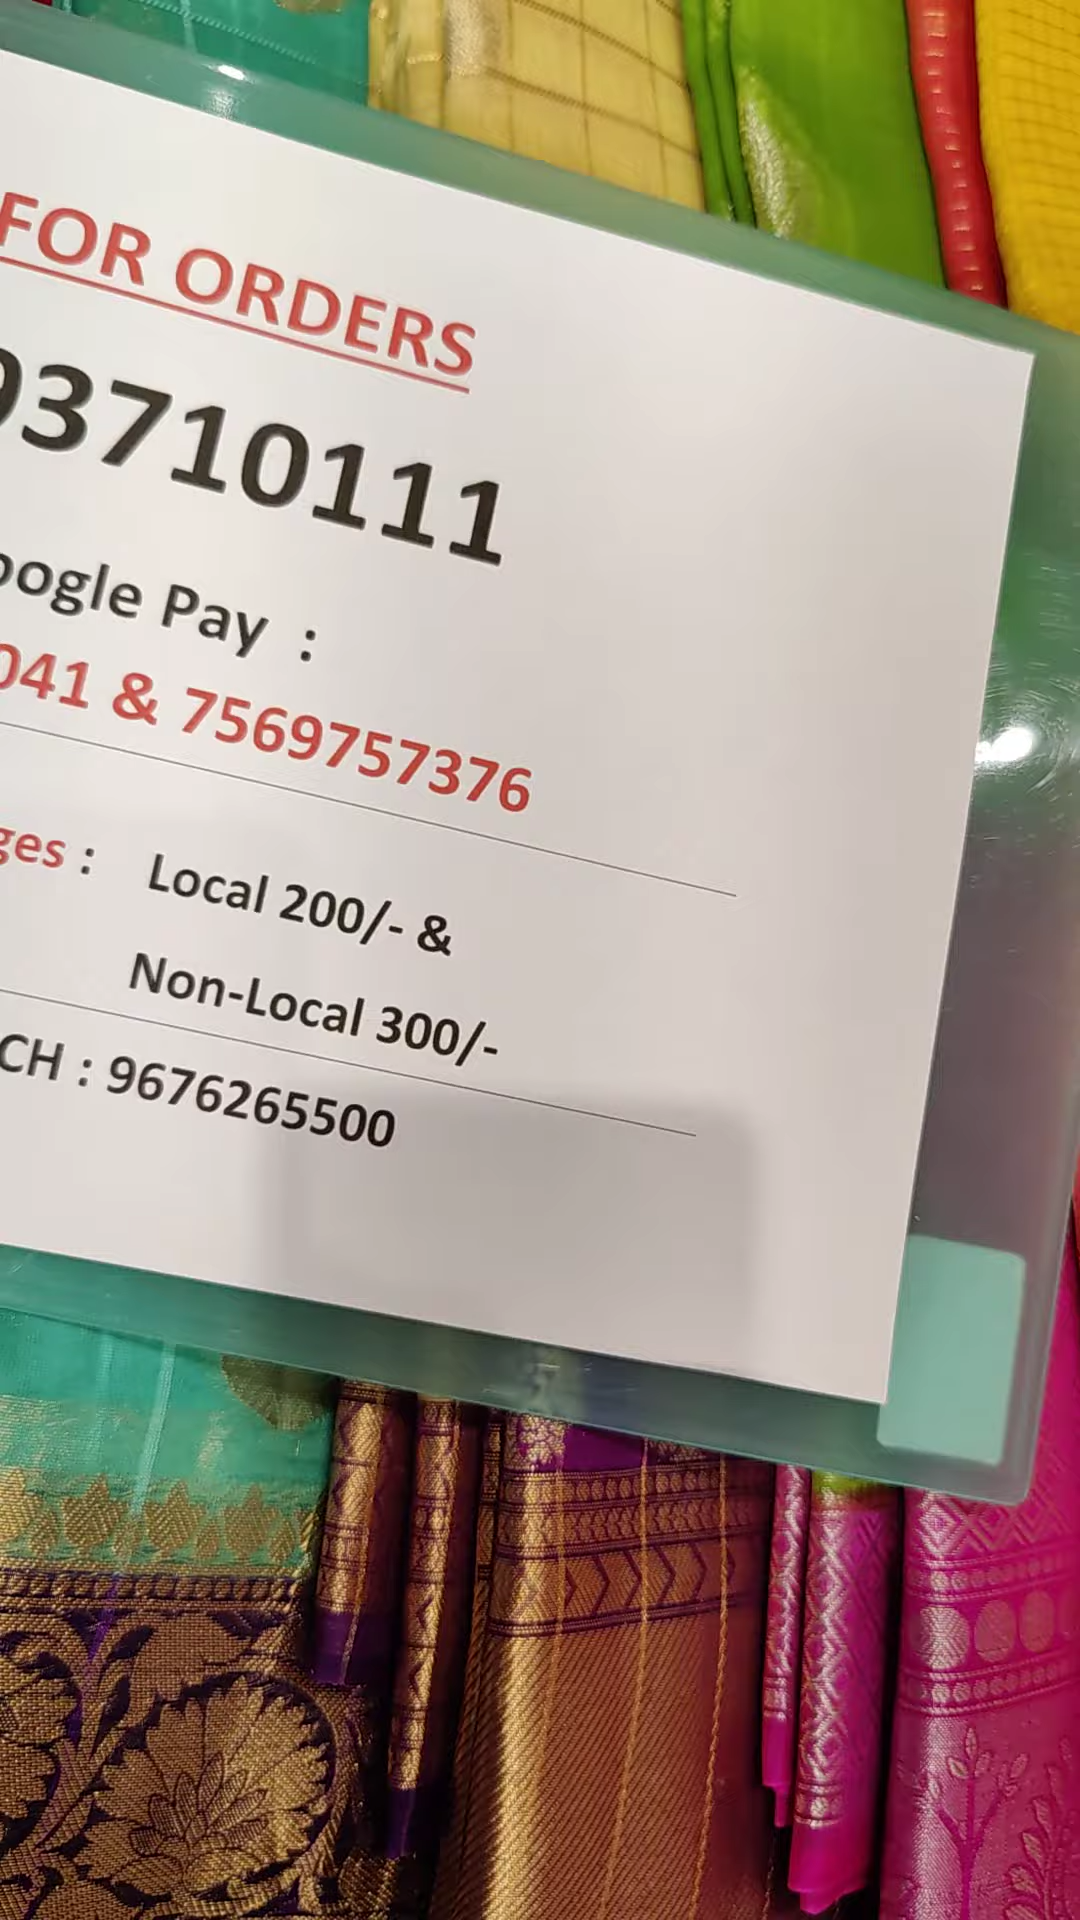 FOR ORDERS
93710111
oogle Pay :
041 & 7569757376
ges : Local 200/- &
Non-Local 300/-
CH : 9676265500